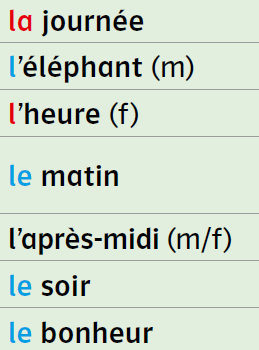 la journée
l’éléphant (m)
l’heure (f)
le matin
l’après-midi (m/f)
le soir
le bonheur